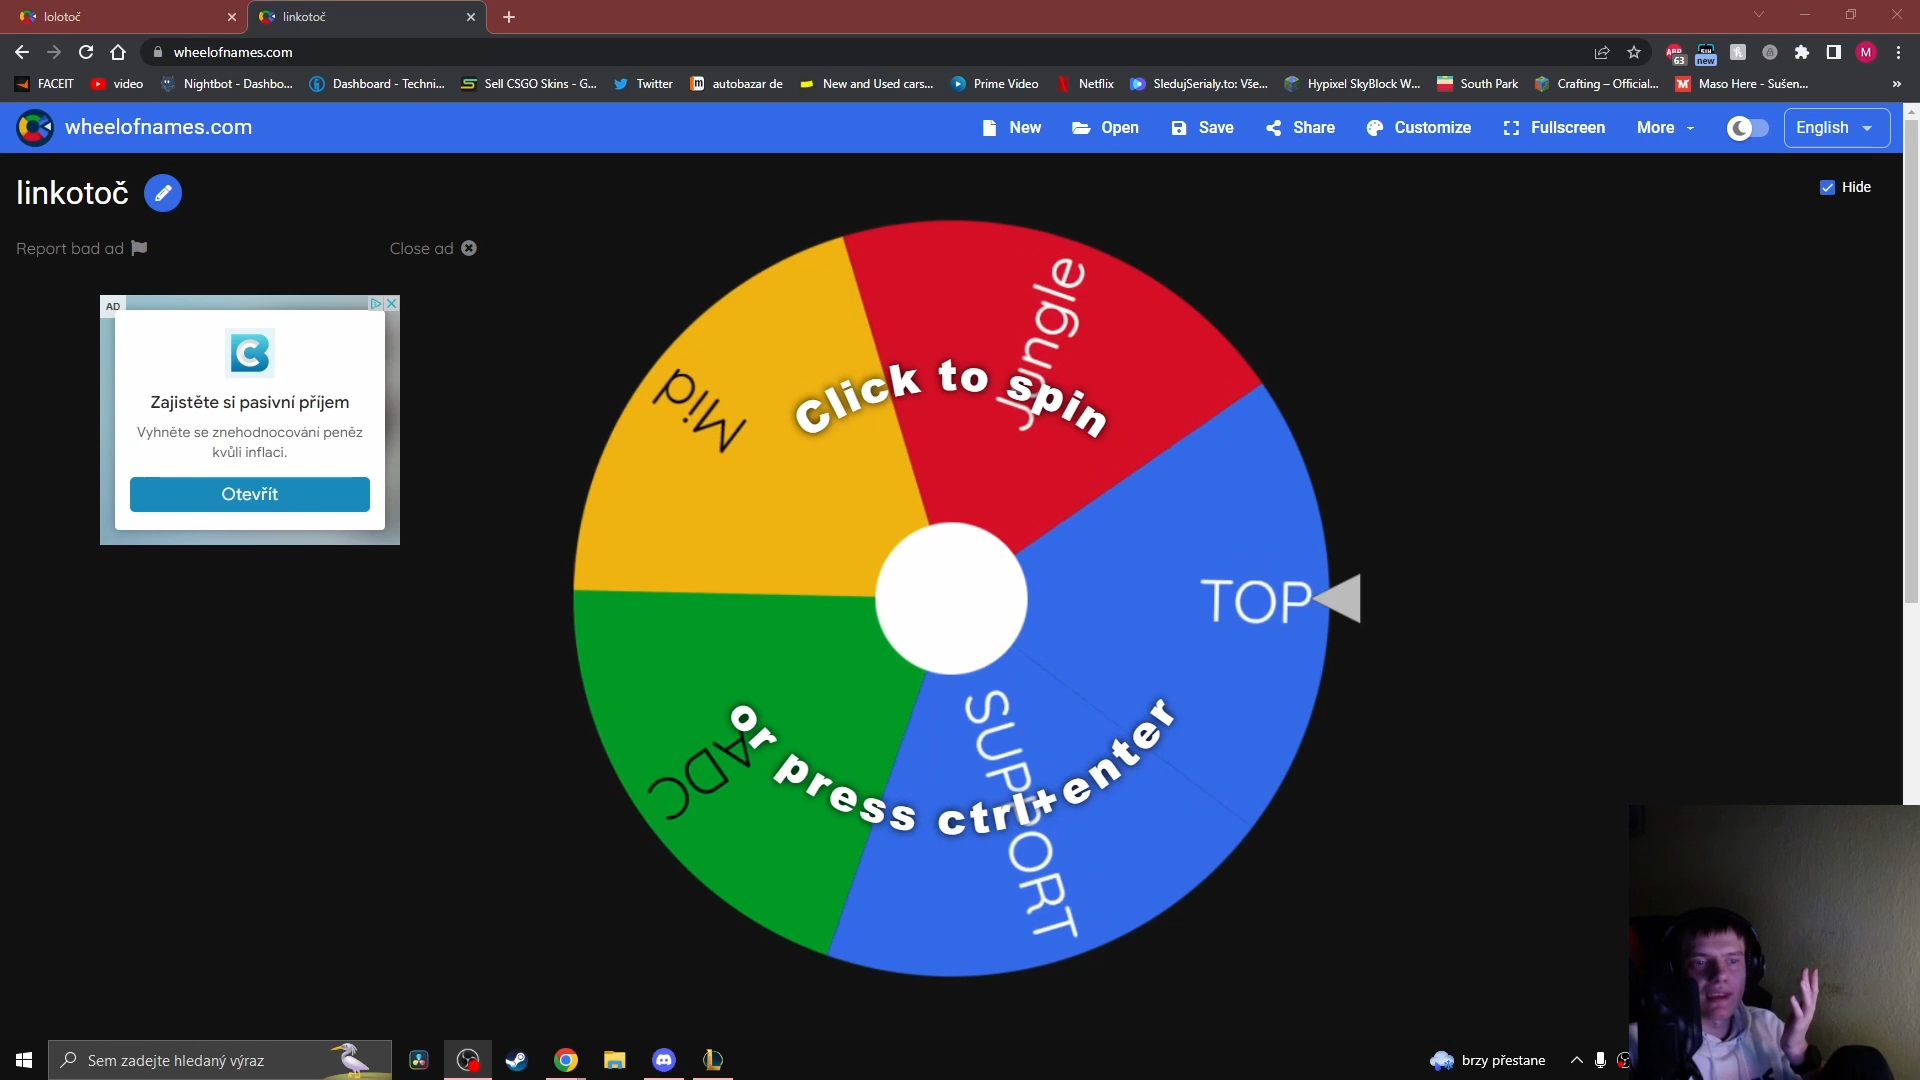 lolotoč
linkotoč
wheelofnames.com
63
new
M
FACEIT
video
Nightbot - Dashbo...
Dashboard - Techni...
Sell CSGO Skins - G...
Twitter
autobazar de
New and Used cars...
Prime Video
Netflix
SledujSerialy.to: Vše...
Hypixel SkyBlock W...
South Park
Crafting – Official...
Maso Here - Sušen...
»
wheelofnames.com
New
Open
Save
Share
Customize
Fullscreen
More
English
linkotoč
Hide
Report bad ad
Close ad
AD
Zajistěte si pasivní příjem
Vyhněte se znehodnocování peněz
kvůli inflaci.
Otevřít
Jungle
Mid
Click to spin
TOP
SUPPORT
ADC
or press ctrl+enter
Sem zadejte hledaný výraz
brzy přestane